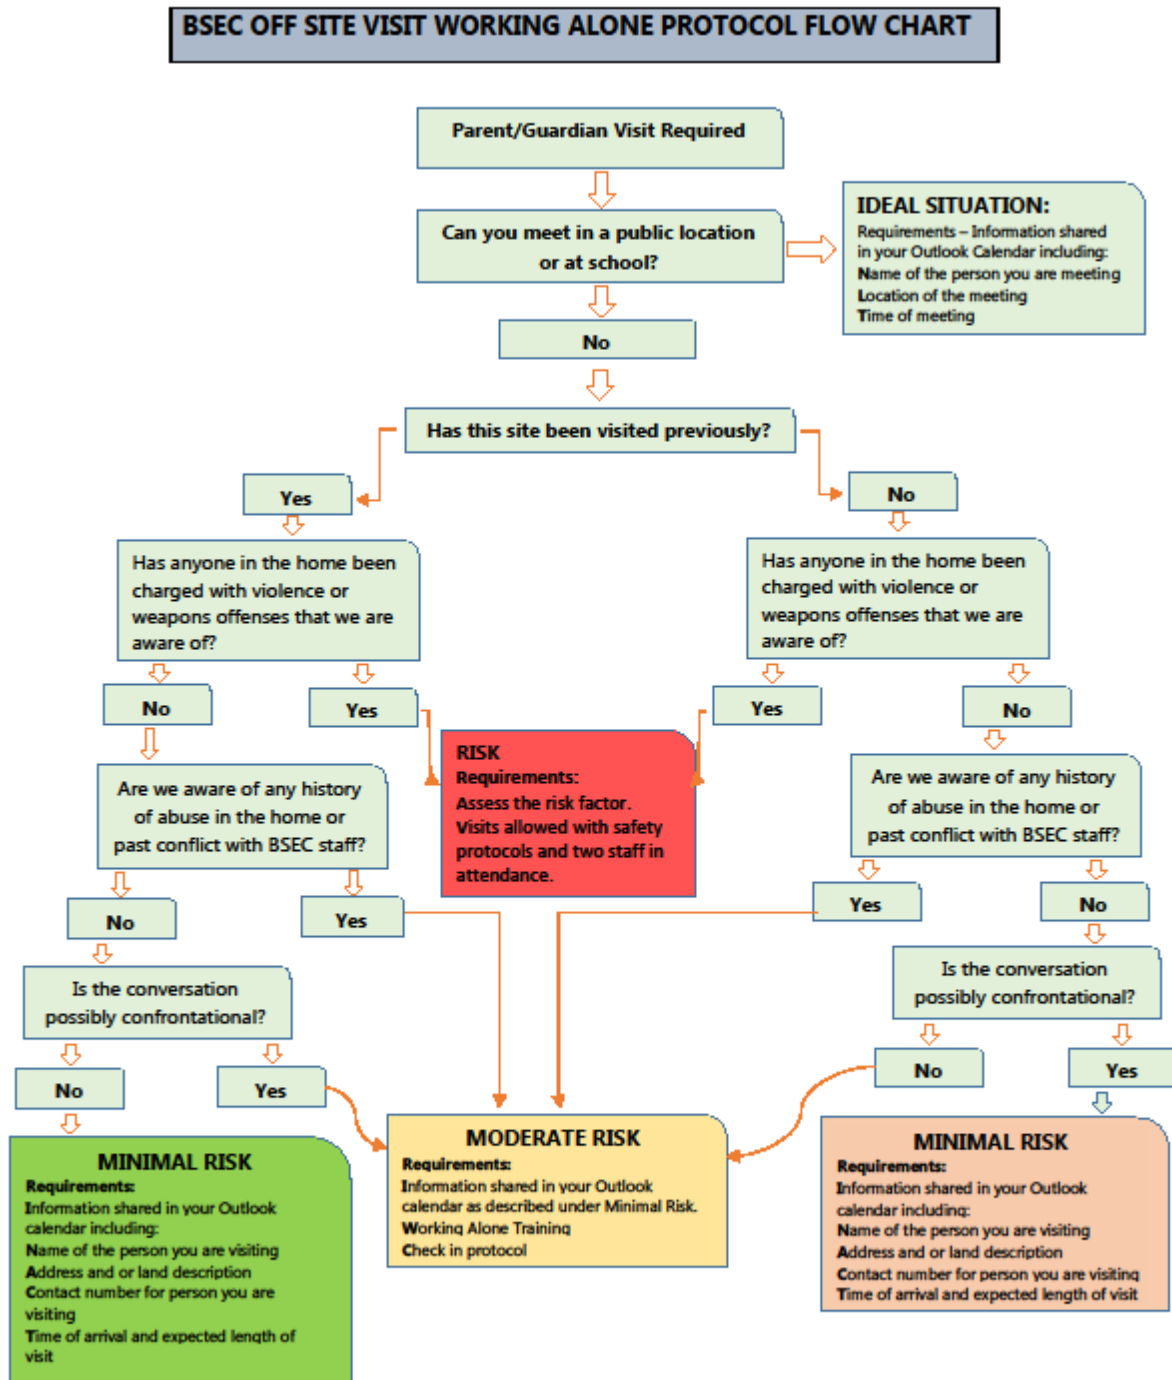 BSEC OFF SITE VISIT WORKING ALONE PROTOCOL FLOW CHART
Parent/Guardian Visit Required
Can you meet in a public location
or at school?
IDEAL SITUATION:
Requirements – Information shared
in your Outlook Calendar including:
Name of the person you are meeting
Location of the meeting
Time of meeting
No
Has this site been visited previously?
Yes
No
Has anyone in the home been
charged with violence or
weapons offenses that we are
aware of?
Has anyone in the home been
charged with violence or
weapons offenses that we are
aware of?
No
Yes
Yes
No
RISK
Requirements:
Assess the risk factor.
Visits allowed with safety
protocols and two staff in
attendance.
Are we aware of any history
of abuse in the home or
past conflict with BSEC staff?
Are we aware of any history
of abuse in the home or
past conflict with BSEC staff?
No
Yes
Yes
No
Is the conversation
possibly confrontational?
Is the conversation
possibly confrontational?
No
Yes
No
Yes
MINIMAL RISK
Requirements:
Information shared in your Outlook
calendar including:
Name of the person you are visiting
Address and or land description
Contact number for person you are
visiting
Time of arrival and expected length of
visit
MODERATE RISK
Requirements:
Information shared in your Outlook
calendar as described under Minimal Risk.
Working Alone Training
Check in protocol
MINIMAL RISK
Requirements:
Information shared in your Outlook
calendar including:
Name of the person you are visiting
Address and or land description
Contact number for person you are visiting
Time of arrival and expected length of visit